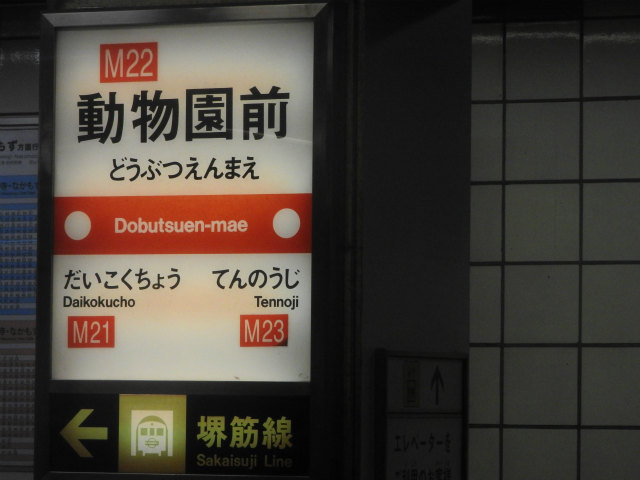 M22
動物園前
どうぶつえんまえ
Dobutsuen-mae
だいこくちょう てんのうじ
Daikokucho Tennoji
M21 M23
堺筋線
Sakaisuji Line
エレベーターを